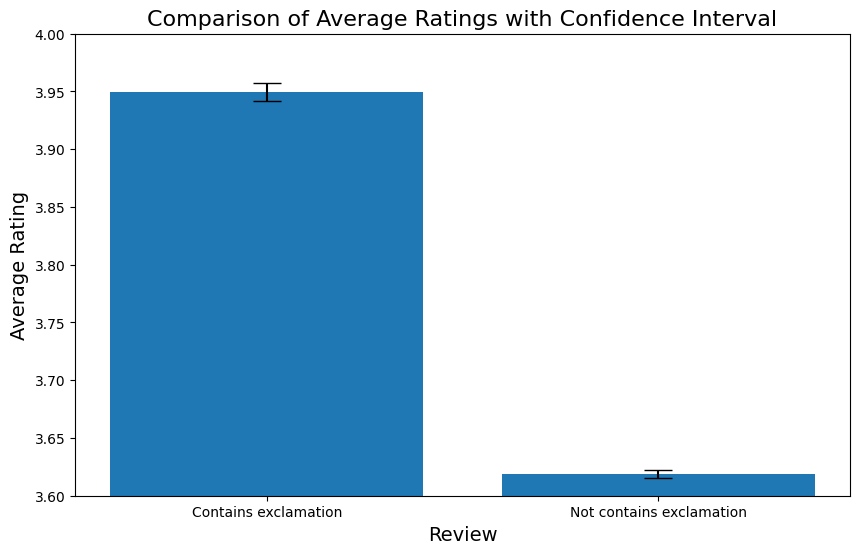 Comparison of Average Ratings with Confidence Interval
4.00
3.95
3.90
3.85
3.80
3.75
3.70
3.65
3.60
Average Rating
Contains exclamation
Not contains exclamation
Review